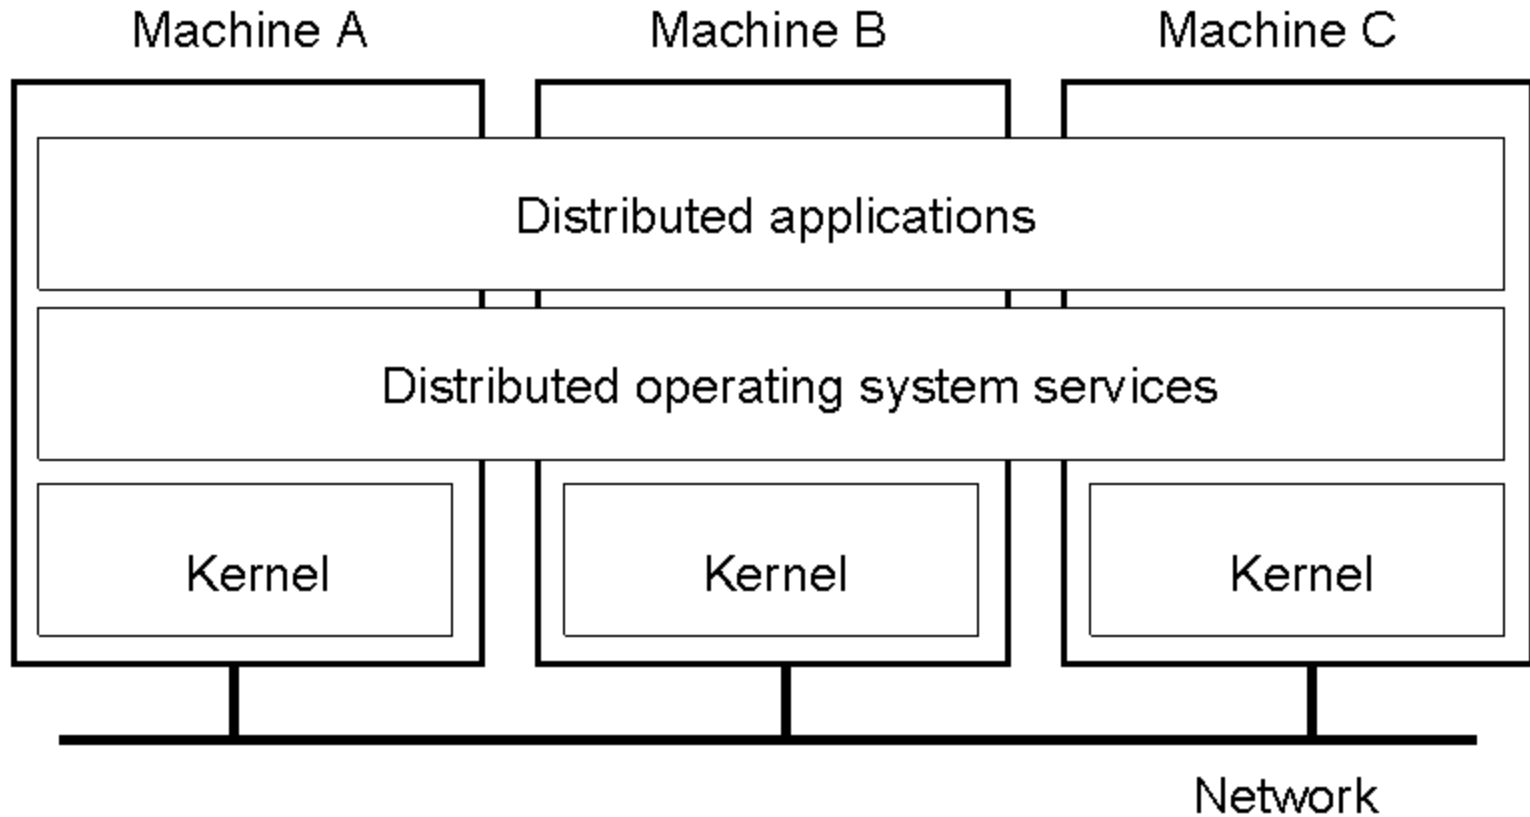 Machine A
Machine B
Machine C
Distributed applications
Distributed operating system services
Kernel
Kernel
Kernel
Network